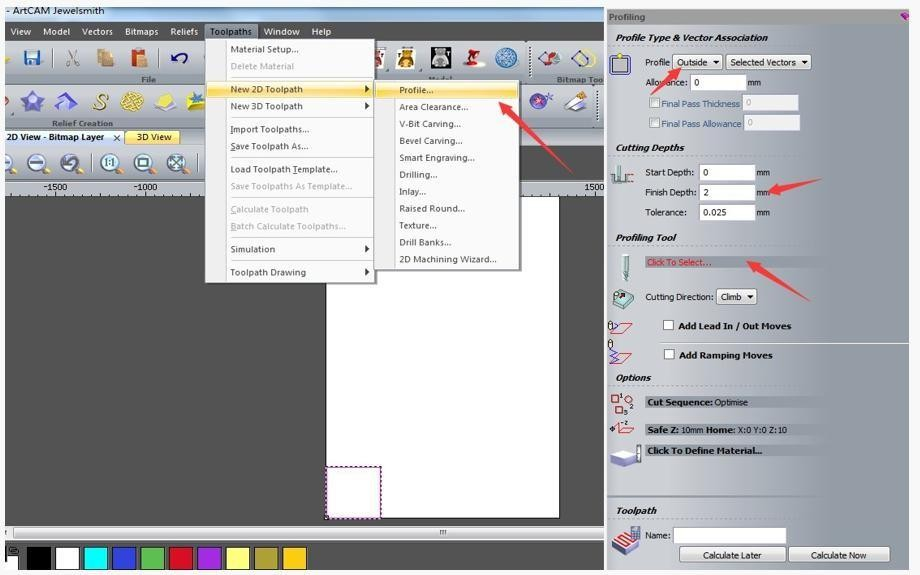 - ArtCAM Jewelsmith
View Model Vectors Bitmaps Reliefs Toolpaths Window Help
Material Setup...
Delete Material
New 2D Toolpath
New 3D Toolpath
Import Toolpaths...
Save Toolpath As...
Load Toolpath Template...
Save Toolpaths As Template...
Calculate Toolpath
Batch Calculate Toolpaths...
Simulation
Toolpath Drawing
Profile...
Area Clearance...
V-Bit Carving...
Bevel Carving...
Smart Engraving...
Drilling...
Inlay...
Raised Round...
Texture...
Drill Banks...
2D Machining Wizard...
File
Model
Bitmap Too
Relief Creation
2D View - Bitmap Layer x 3D View
-1500 -1000 1500
Profiling
Profile Type & Vector Association
Profile Outside Selected Vectors
Allowance: 0 mm
Final Pass Thickness 0
Final Pass Allowance 0
Cutting Depths
Start Depth: 0 mm
Finish Depth: 2 mm
Tolerance: 0.025 mm
Profiling Tool
Click To Select...
Cutting Direction: Climb
Add Lead In / Out Moves
Add Ramping Moves
Options
Cut Sequence: Optimise
Safe Z: 10mm Home: X:0 Y:0 Z:10
Click To Define Material...
Toolpath
Name:
Calculate Later Calculate Now